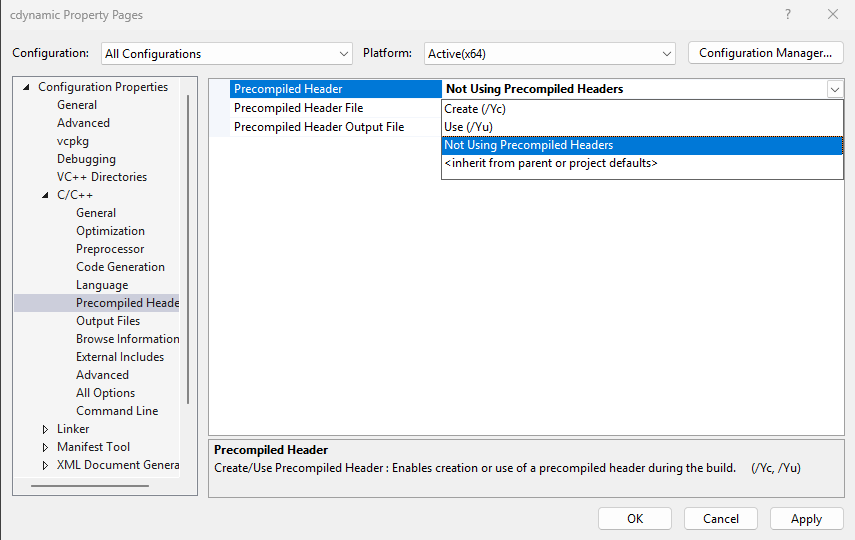 cdynamic Property Pages
?
Configuration: All Configurations Platform: Active(x64) Configuration Manager...
Configuration Properties
General
Advanced
vcpkg
Debugging
VC++ Directories
C/C++
General
Optimization
Preprocessor
Code Generation
Language
Precompiled Heade
Output Files
Browse Information
External Includes
Advanced
All Options
Command Line
Linker
Manifest Tool
XML Document Genera
Precompiled Header Not Using Precompiled Headers
Precompiled Header File
Precompiled Header Output File
Create (/Yc)
Use (/Yu)
Not Using Precompiled Headers
<inherit from parent or project defaults>
Precompiled Header
Create/Use Precompiled Header : Enables creation or use of a precompiled header during the build. (/Yc, /Yu)
OK Cancel Apply